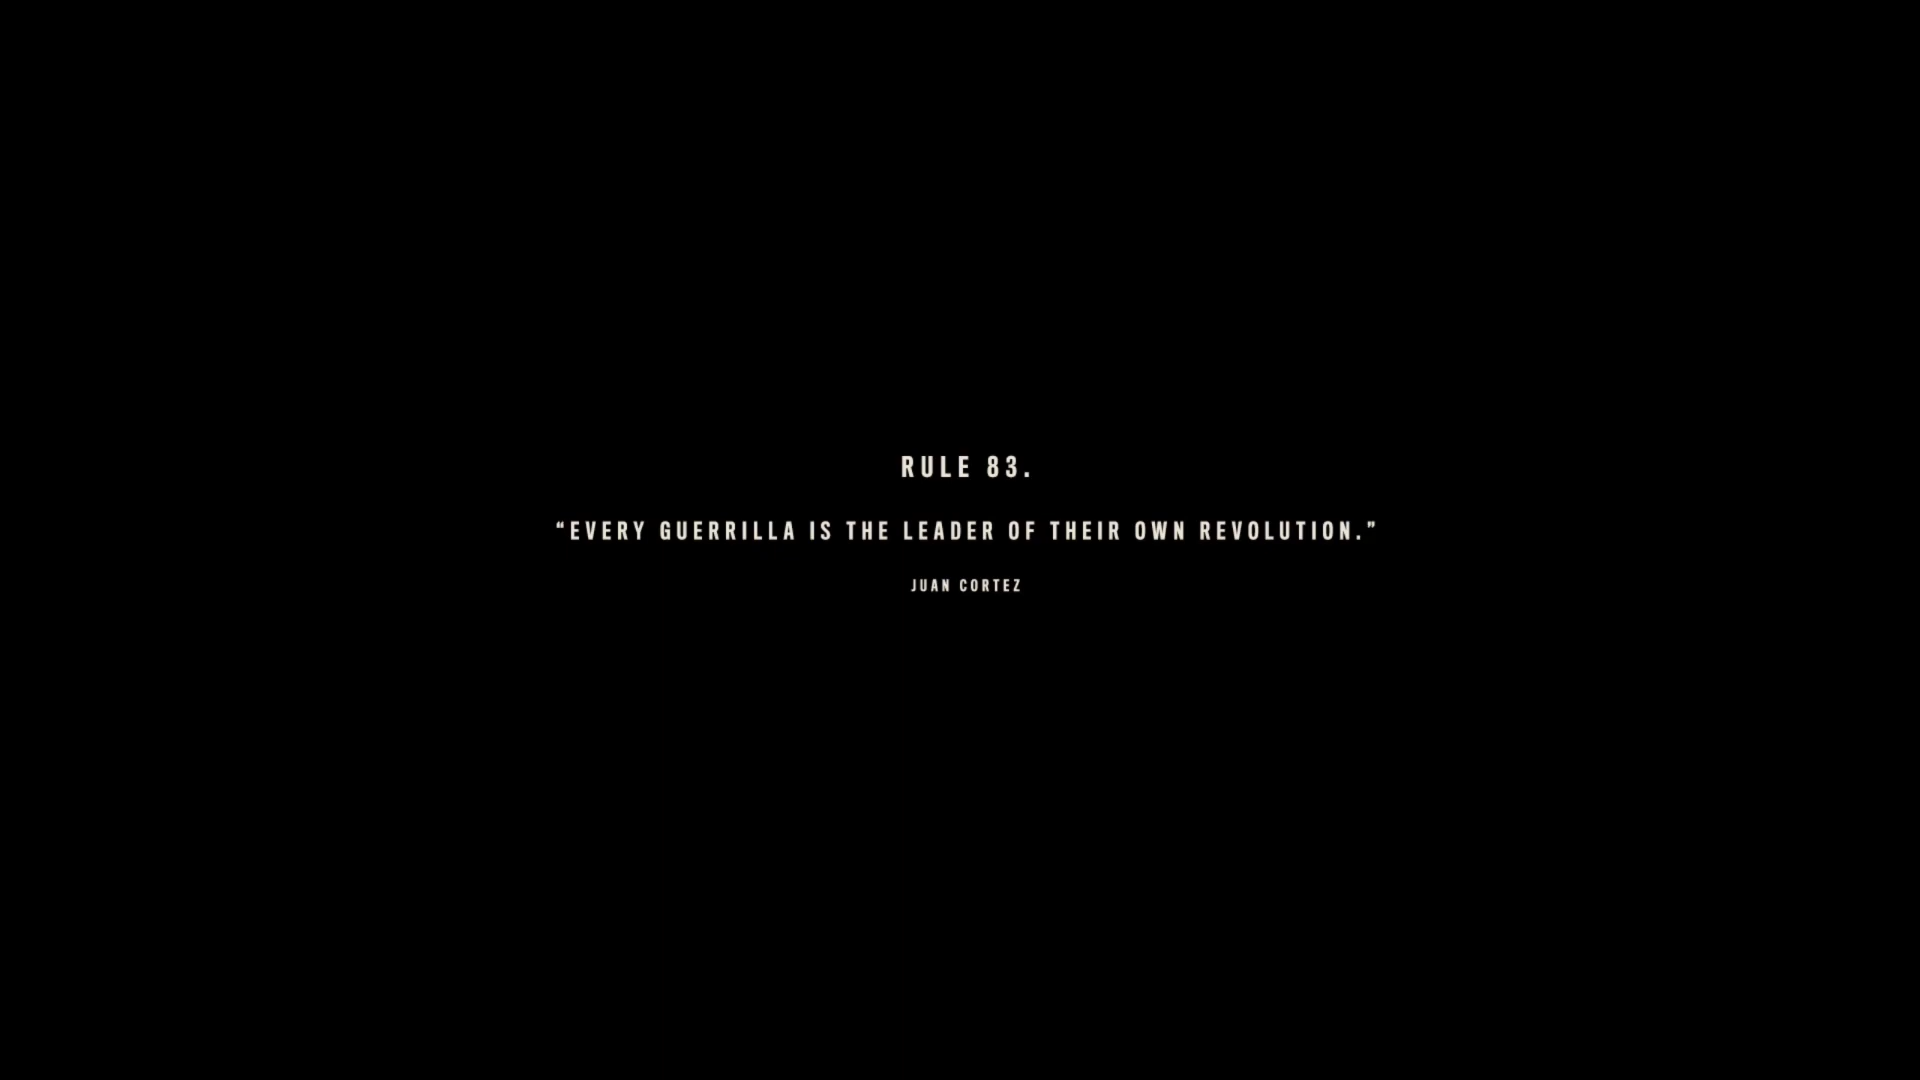 RULE 83.
“EVERY GUERRILLA IS THE LEADER OF THEIR OWN REVOLUTION.”
JUAN CORTEZ